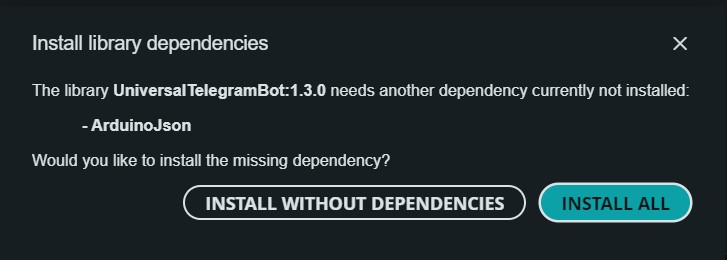 Install library dependencies
The library UniversalTelegramBot:1.3.0 needs another dependency currently not installed:
- ArduinoJson
Would you like to install the missing dependency?
INSTALL WITHOUT DEPENDENCIES INSTALL ALL